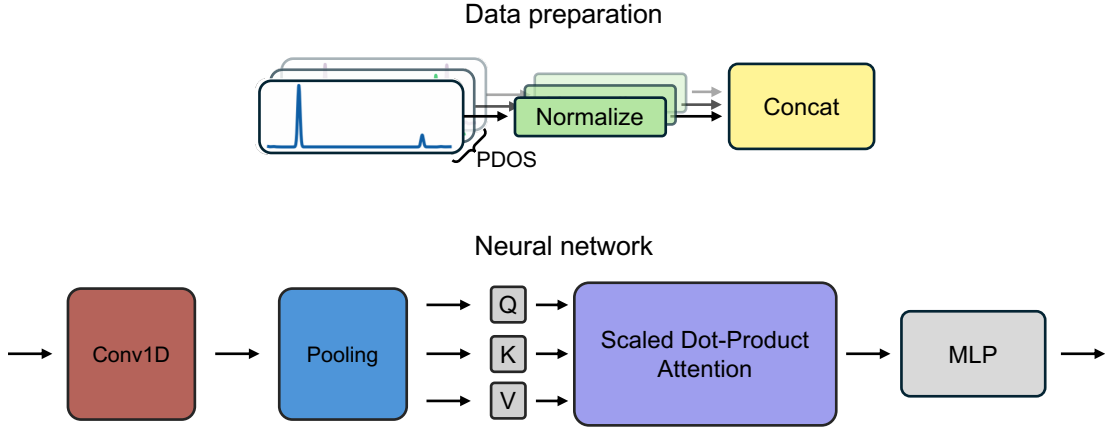 Data preparation
Normalize
Concat
PDOS
Neural network
Conv1D
Pooling
Q
K
V
Scaled Dot-Product
Attention
MLP